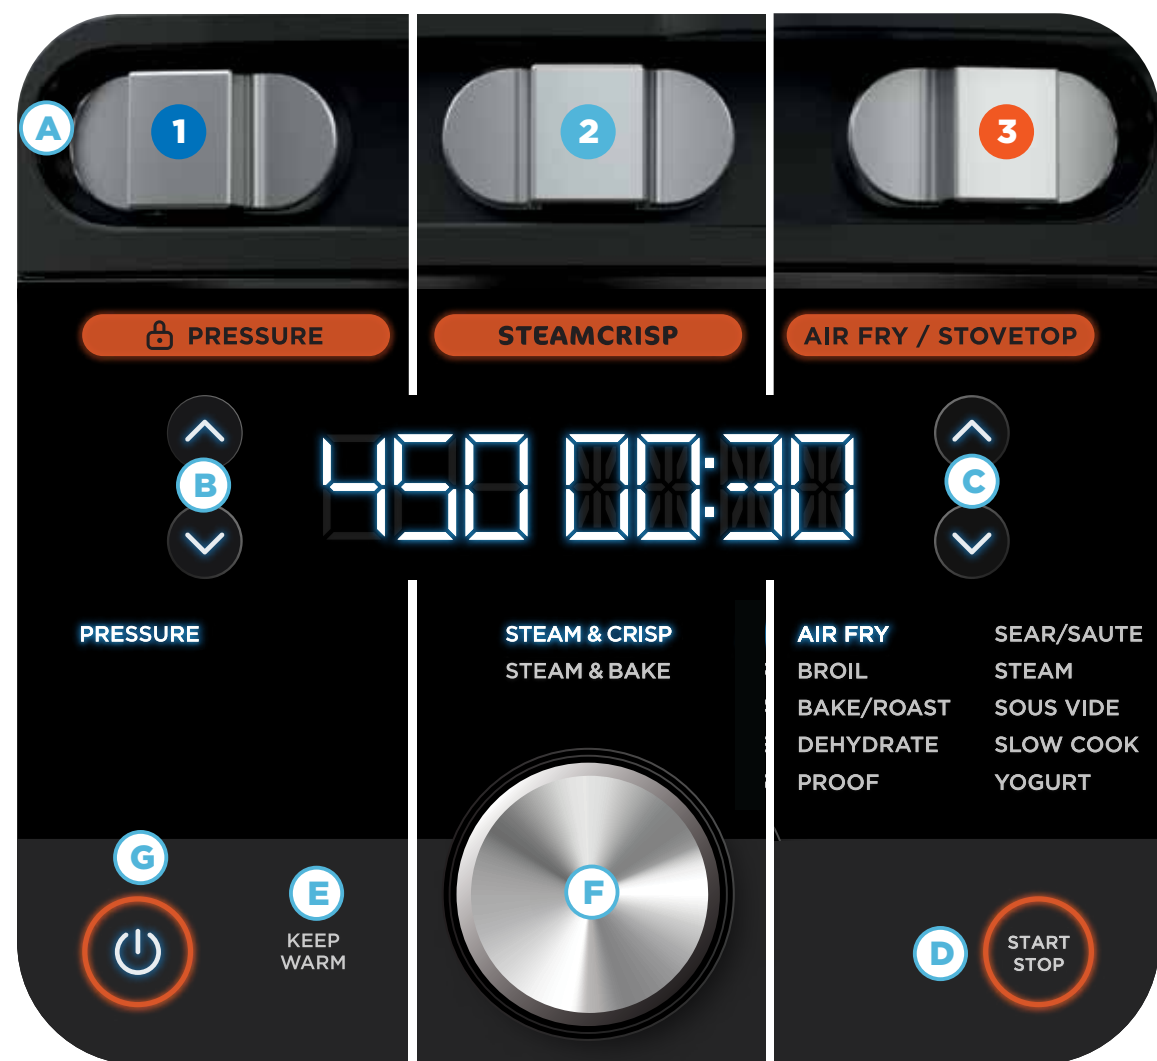 A
1
2
3
PRESSURE
STEAMCRISP
AIR FRY / STOVETOP
B
450 00:30
C
PRESSURE
STEAM & CRISP
STEAM & BAKE
AIR FRY
BROIL
BAKE/ROAST
DEHYDRATE
PROOF
SEAR/SAUTE
STEAM
SOUS VIDE
SLOW COOK
YOGURT
G
E
KEEP
WARM
F
D
START
STOP